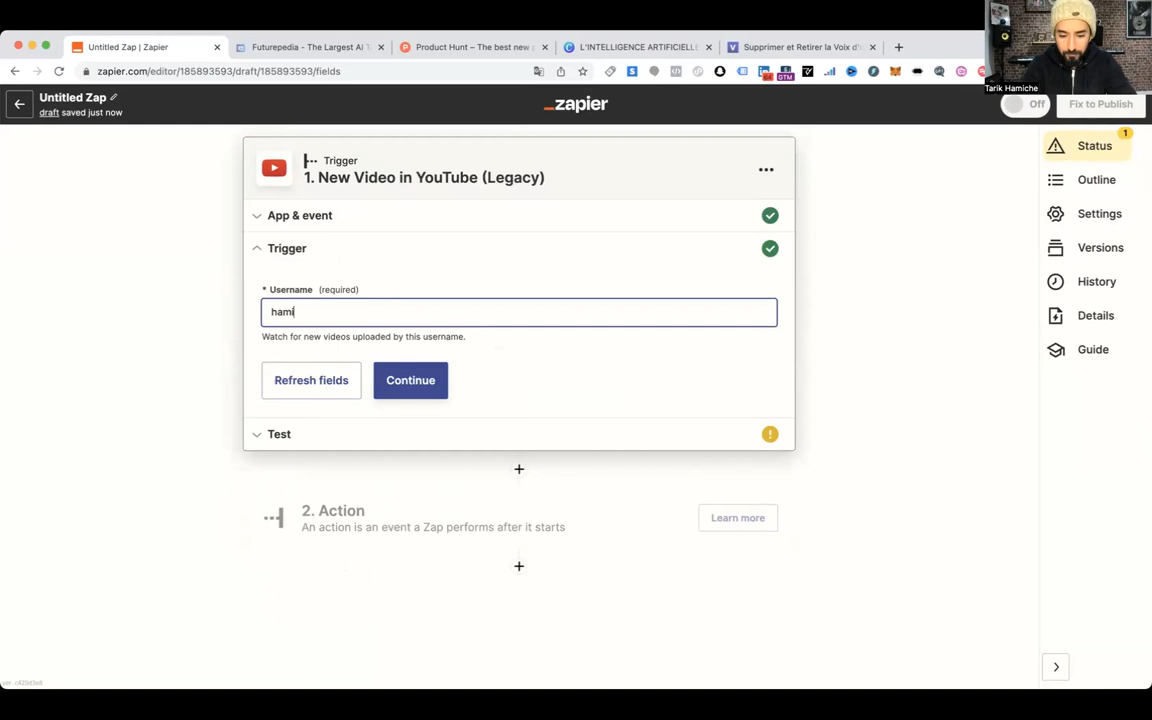 Untitled Zap | Zapier
Futurepedia - The Largest AI T
Product Hunt – The best new p
L'INTELLIGENCE ARTIFICIELLE
Supprimer et Retirer la Voix d'
zapier.com/editor/185893593/draft/185893593/fields
GTM
Tarik Hamiche
Untitled Zap
draft saved just now
zapier
Off
Fix to Publish
Trigger
1. New Video in YouTube (Legacy)
App & event
Trigger
* Username (required)
hami
Watch for new videos uploaded by this username.
Refresh fields
Continue
Test
2. Action
An action is an event a Zap performs after it starts
Learn more
1
Status
Outline
Settings
Versions
History
Details
Guide